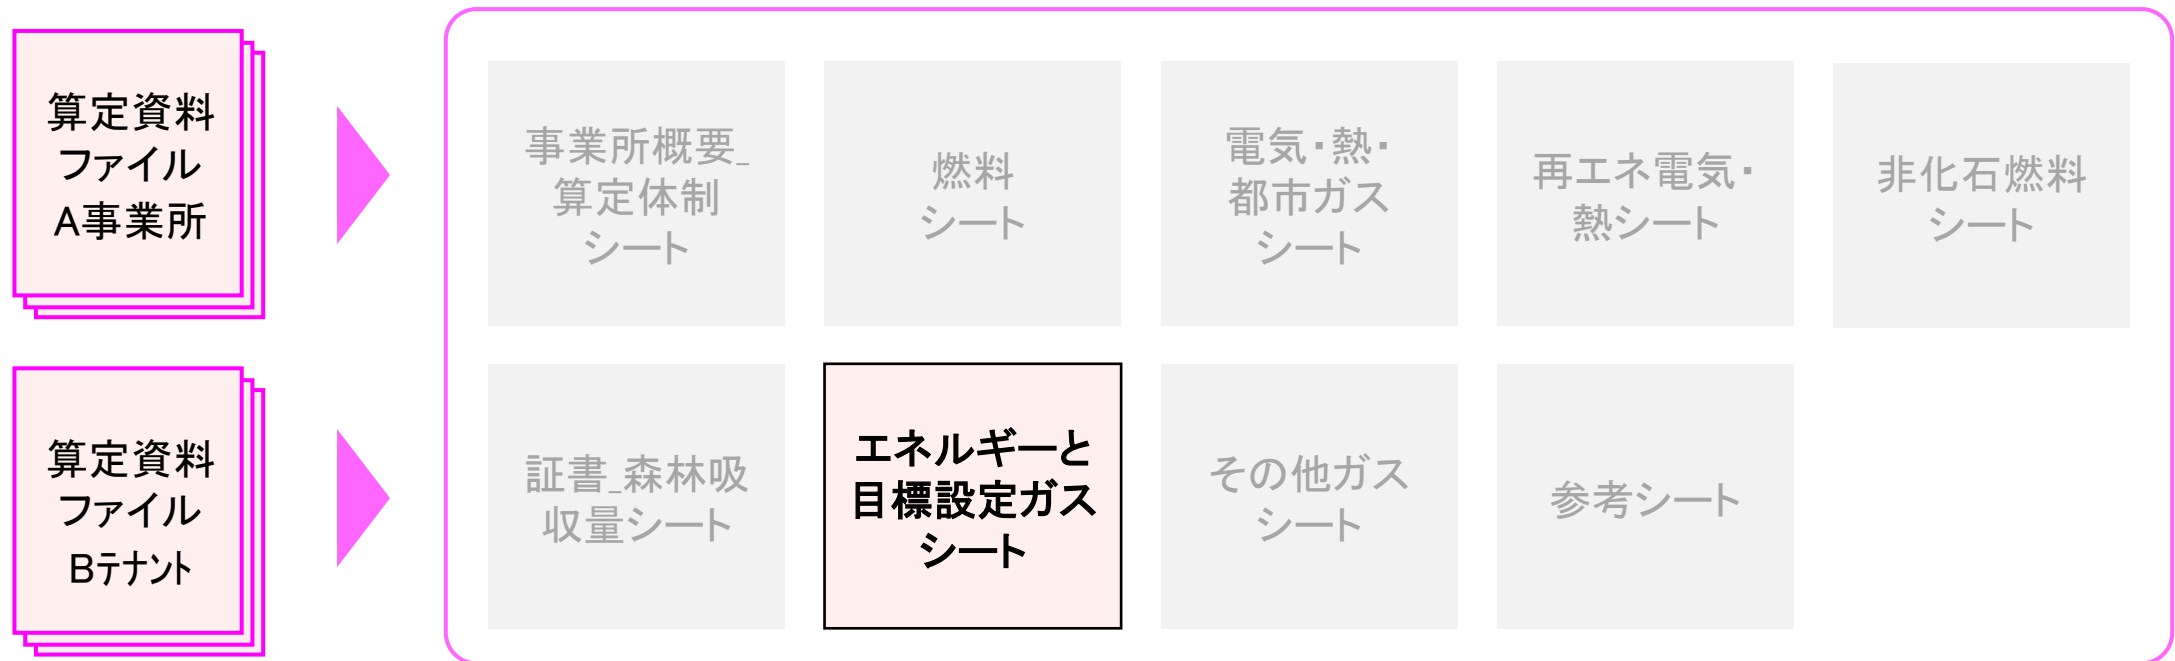 算定資料
ファイル
A事業所
事業所概要_
算定体制
シート
燃料
シート
電気・熱・
都市ガス
シート
再エネ電気・
熱シート
非化石燃料
シート
算定資料
ファイル
Bテナント
証書_森林吸
収量シート
エネルギーと
目標設定ガス
シート
その他ガス
シート
参考シート